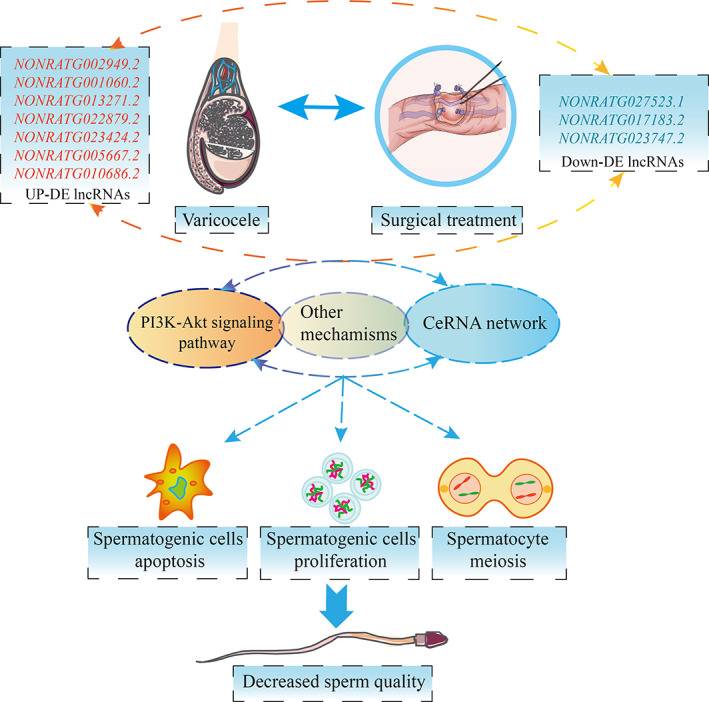 NONRATG002949.2
NONRATG001060.2
NONRATG013271.2
NONRATG022879.2
NONRATG023424.2
NONRATG005667.2
NONRATG010686.2
UP-DE lncRNAs
Varicocele
Surgical treatment
NONRATG027523.1
NONRATG017183.2
NONRATG023747.2
Down-DE lncRNAs
PI3K-Akt signaling
pathway
Other
mechamisms
CeRNA network
Spermatogenic cells
apoptosis
Spermatogenic cells
proliferation
Spermatocyte
meiosis
Decreased sperm quality